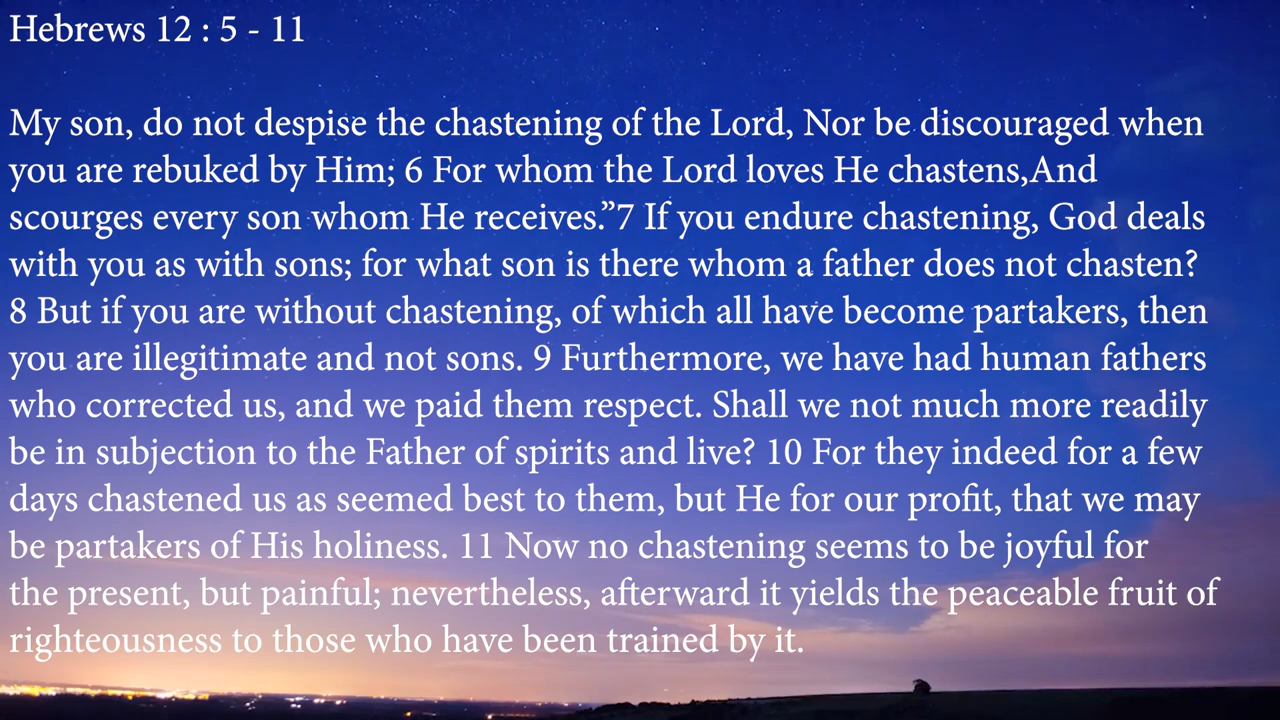 Hebrews 12 : 5 - 11
My son, do not despise the chastening of the Lord, Nor be discouraged when
you are rebuked by Him; 6 For whom the Lord loves He chastens,And
scourges every son whom He receives.”7 If you endure chastening, God deals
with you as with sons; for what son is there whom a father does not chasten?
8 But if you are without chastening, of which all have become partakers, then
you are illegitimate and not sons. 9 Furthermore, we have had human fathers
who corrected us, and we paid them respect. Shall we not much more readily
be in subjection to the Father of spirits and live? 10 For they indeed for a few
days chastened us as seemed best to them, but He for our profit, that we may
be partakers of His holiness. 11 Now no chastening seems to be joyful for
the present, but painful; nevertheless, afterward it yields the peaceable fruit of
righteousness to those who have been trained by it.